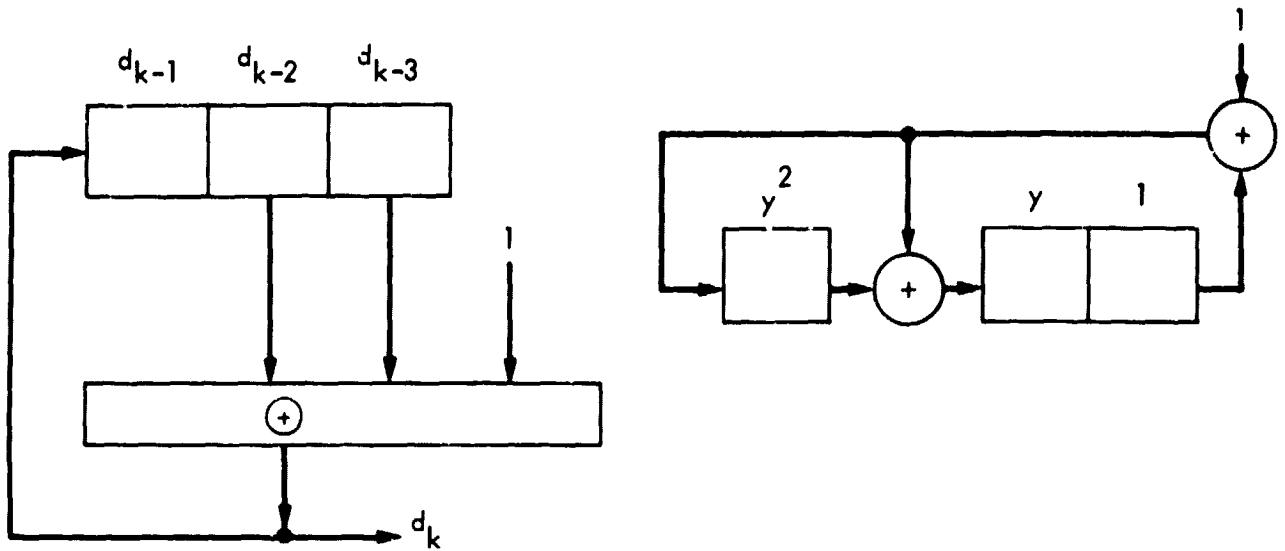 d_{k-1} d_{k-2} d_{k-3}
1
+
d_k
1
+
y^2 y 1
+